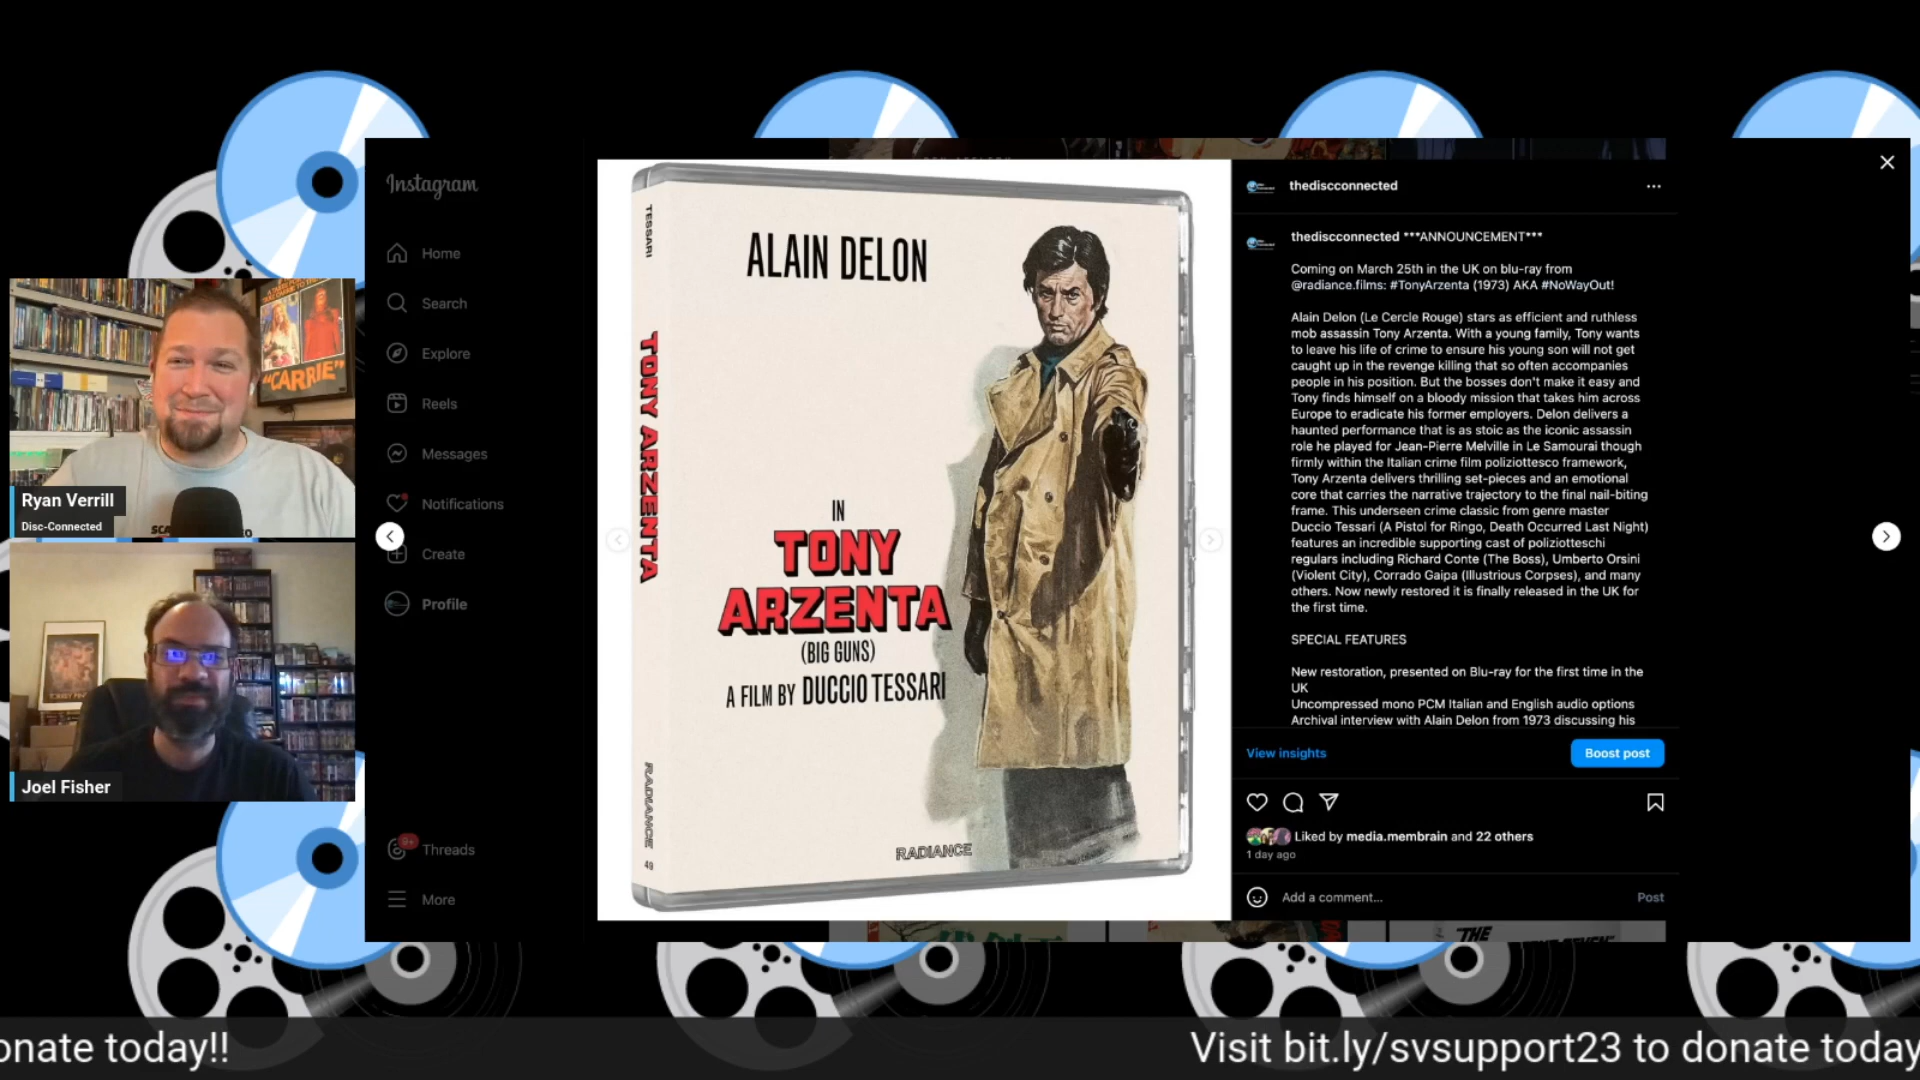 Instagram
Home
Search
Explore
Reels
Messages
Notifications
Create
Profile
9+
Threads
More
"CARRIE"
Ryan Verrill
Disc-Connected
Joel Fisher
TESSARI
TONY ARZENTA
RADIANCE
49
ALAIN DELON
IN
TONY
ARZENTA
(BIG GUNS)
A FILM BY DUCCIO TESSARI
RADIANCE
thediscconnected
thediscconnected ***ANNOUNCEMENT***
Coming on March 25th in the UK on blu-ray from
@radiance.films: #TonyArzenta (1973) AKA #NoWayOut!
Alain Delon (Le Cercle Rouge) stars as efficient and ruthless
mob assassin Tony Arzenta. With a young family, Tony wants
to leave his life of crime to ensure his young son will not get
caught up in the revenge killing that so often accompanies
people in his position. But the bosses don't make it easy and
Tony finds himself on a bloody mission that takes him across
Europe to eradicate his former employers. Delon delivers a
haunted performance that is as stoic as the iconic assassin
role he played for Jean-Pierre Melville in Le Samourai though
firmly within the Italian crime film poliziottesco framework,
Tony Arzenta delivers thrilling set-pieces and an emotional
core that carries the narrative trajectory to the final nail-biting
frame. This underseen crime classic from genre master
Duccio Tessari (A Pistol for Ringo, Death Occurred Last Night)
features an incredible supporting cast of poliziotteschi
regulars including Richard Conte (The Boss), Umberto Orsini
(Violent City), Corrado Gaipa (Illustrious Corpses), and many
others. Now newly restored it is finally released in the UK for
the first time.
SPECIAL FEATURES
New restoration, presented on Blu-ray for the first time in the
UK
Uncompressed mono PCM Italian and English audio options
Archival interview with Alain Delon from 1973 discussing his
View insights
Boost post
Liked by media.membrain and 22 others
1 day ago
Add a comment...
Post
THE
onate today!!
Visit bit.ly/svsupport23 to donate today